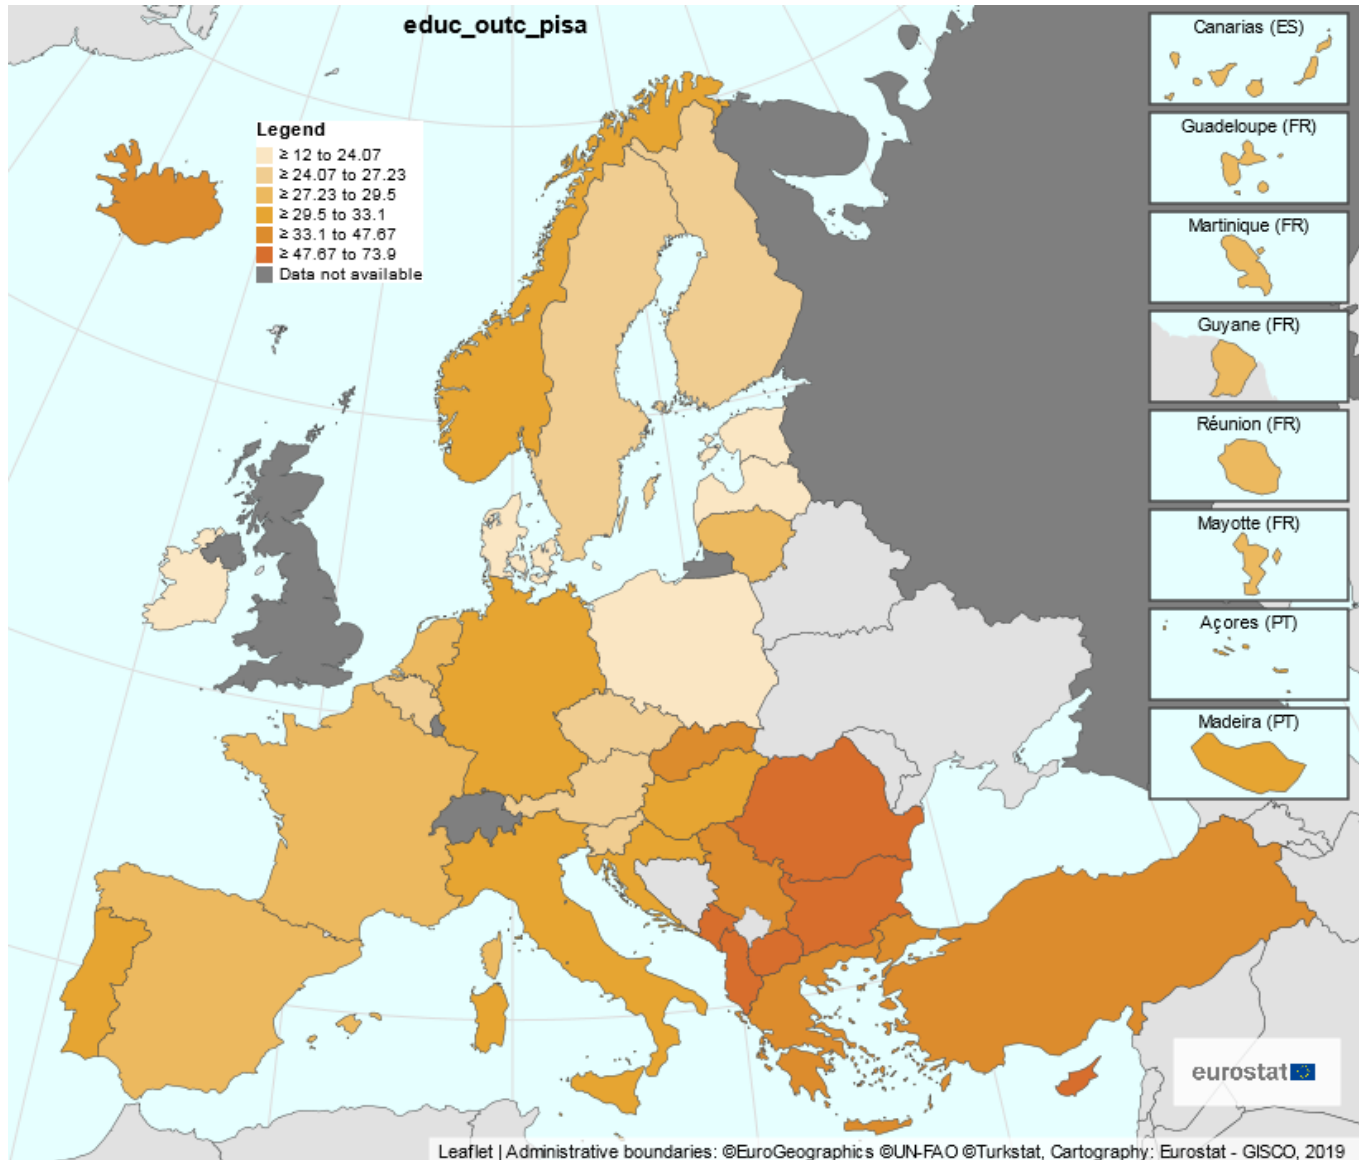 educ_outc_pisa
Legend
≥ 12 to 24.07
≥ 24.07 to 27.23
≥ 27.23 to 29.5
≥ 29.5 to 33.1
≥ 33.1 to 47.67
≥ 47.67 to 73.9
Data not available
Canarias (ES)
Guadeloupe (FR)
Martinique (FR)
Guyane (FR)
Réunion (FR)
Mayotte (FR)
Açores (PT)
Madeira (PT)
eurostat
Leaflet | Administrative boundaries: ©EuroGeographics ©UN-FAO ©Turkstat, Cartography: Eurostat - GISCO, 2019